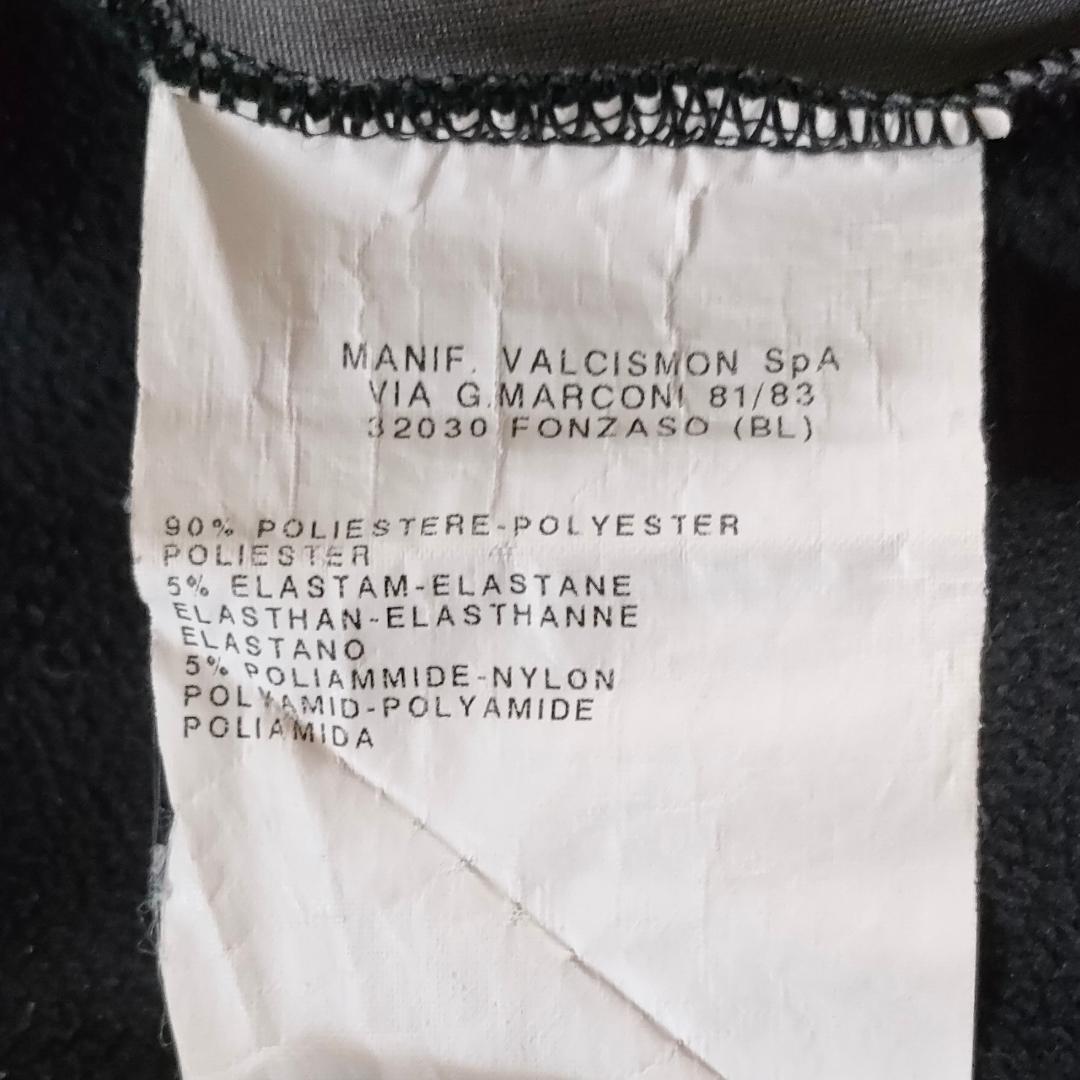 MANIF. VALCISMON SpA
VIA G.MARCONI 81/83
32030 FONZASO (BL)
90% POLIESTERE-POLYESTER
POLIESTER
5% ELASTAM-ELASTANE
ELASTHAN-ELASTHANNE
ELASTANO
5% POLIAMMIDE-NYLON
POLYAMID-POLYAMIDE
POLIAMIDA